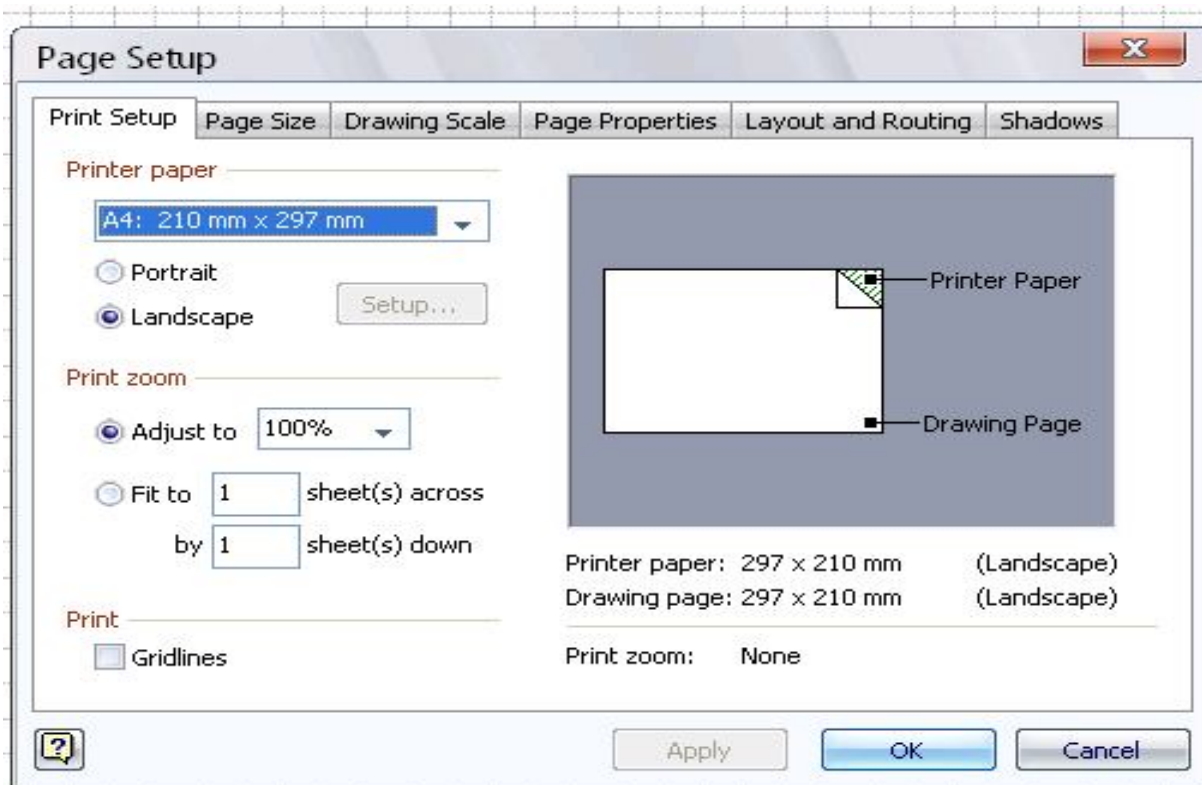 Page Setup
Print Setup Page Size Drawing Scale Page Properties Layout and Routing Shadows
Printer paper
A4: 210 mm x 297 mm
Portrait
Landscape
Setup...
Print zoom
Adjust to 100%
Fit to 1 sheet(s) across
by 1 sheet(s) down
Print
Gridlines
Printer Paper
Drawing Page
Printer paper: 297 x 210 mm (Landscape)
Drawing page: 297 x 210 mm (Landscape)
Print zoom: None
?
Apply OK Cancel